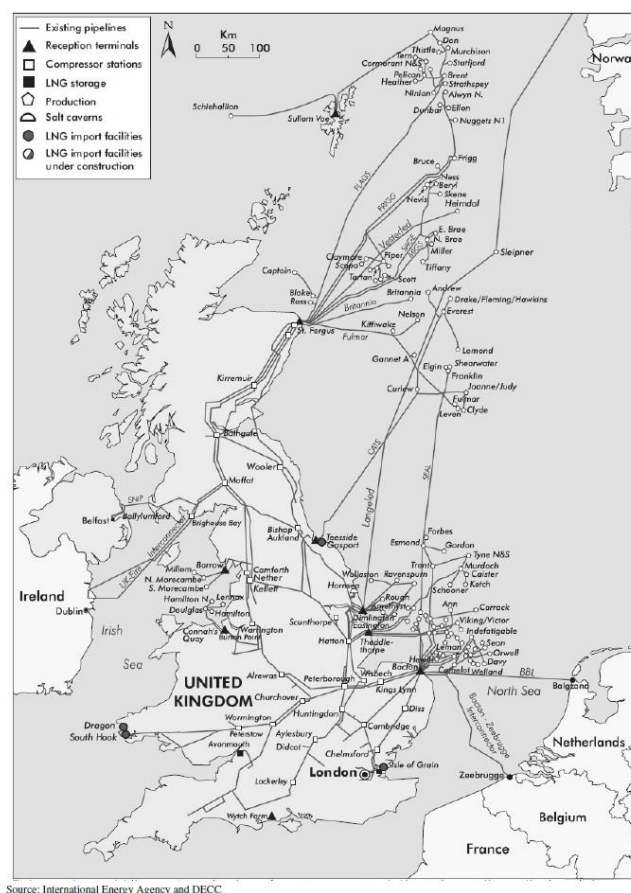 Existing pipelines
Reception terminals
Compressor stations
LNG storage
Production
Salt caverns
LNG import facilities
LNG import facilities
under construction
N
Km
0 50 100
Magnus
Don
Thistle
Murchison
Tern
Statfjord
Cormorant N&S
Pelican
Brent
Heather
Strathspey
Ninian
Alwyn N.
Dunbar
Ellon
Nuggets N1
Norwa
Schiehallion
Sullom Voe
Bruce
Frigg
FLAGS
FRIGG
Ness
Beryl
Nevis
Skene
Heimdal
Vesterled
SAGE
E. Brae
N. Brae
Miller
Tiffany
Sleipner
Claymore
Piper
Scapa
Tartan
Scott
Captain
Blake
Ross
Britannia
Britannia
Andrew
Drake/Fleming/Hawkins
Everest
Nelson
St. Fergus
Kittiwake
Fulmar
Lomond
Gannet A
Shearwater
Elgin
Franklin
Curlew
Joanne/Judy
Fulmar
Leven
Clyde
Kirremuir
Bathgate
Wooler
CATS
Langeled
SEAL
Moffat
SNIP
Belfast
Ballylumford
Brighouse Bay
UK-Eire Interconnector
Bishop
Aukland
Teesside
Gasport
Forbes
Esmond
Gordon
Trent
Tyne N&S
Murdoch
Caister
Ketch
Schooner
Ireland
Dublin
Irish
Sea
Barrow
Millom
N. Morecambe
S. Morecambe
Hamilton N.
Lennox
Douglas
Hamilton
Connah's
Quay
Burton Point
Camforth
Nether
Kellett
Warrington
Wollaston
Ravenspurn
Hornsea
Rough
Amethyst
Dimlington
Easington
Scunthorpe
Hatton
Theddle-
thorpe
Ann
Carrack
Viking/Victor
Indefatigable
Sean
Leman
Orwell
Davy
Camelot
Welland
Bacton
BBL
Balgzand
North Sea
Bacton - Zeebrugge
Interconnector
Zeebrugge
Netherlands
Belgium
France
UNITED
KINGDOM
Alrewas
Peterborough
Wisbech
Kings Lynn
Churchover
Huntingdon
Diss
Cambridge
Dragon
South Hook
Wormington
Peterstow
Avonmouth
Aylesbury
Didcot
Chelmsford
London
Isle of Grain
Lockerley
Wytch Farm
Source: International Energy Agency and DECC